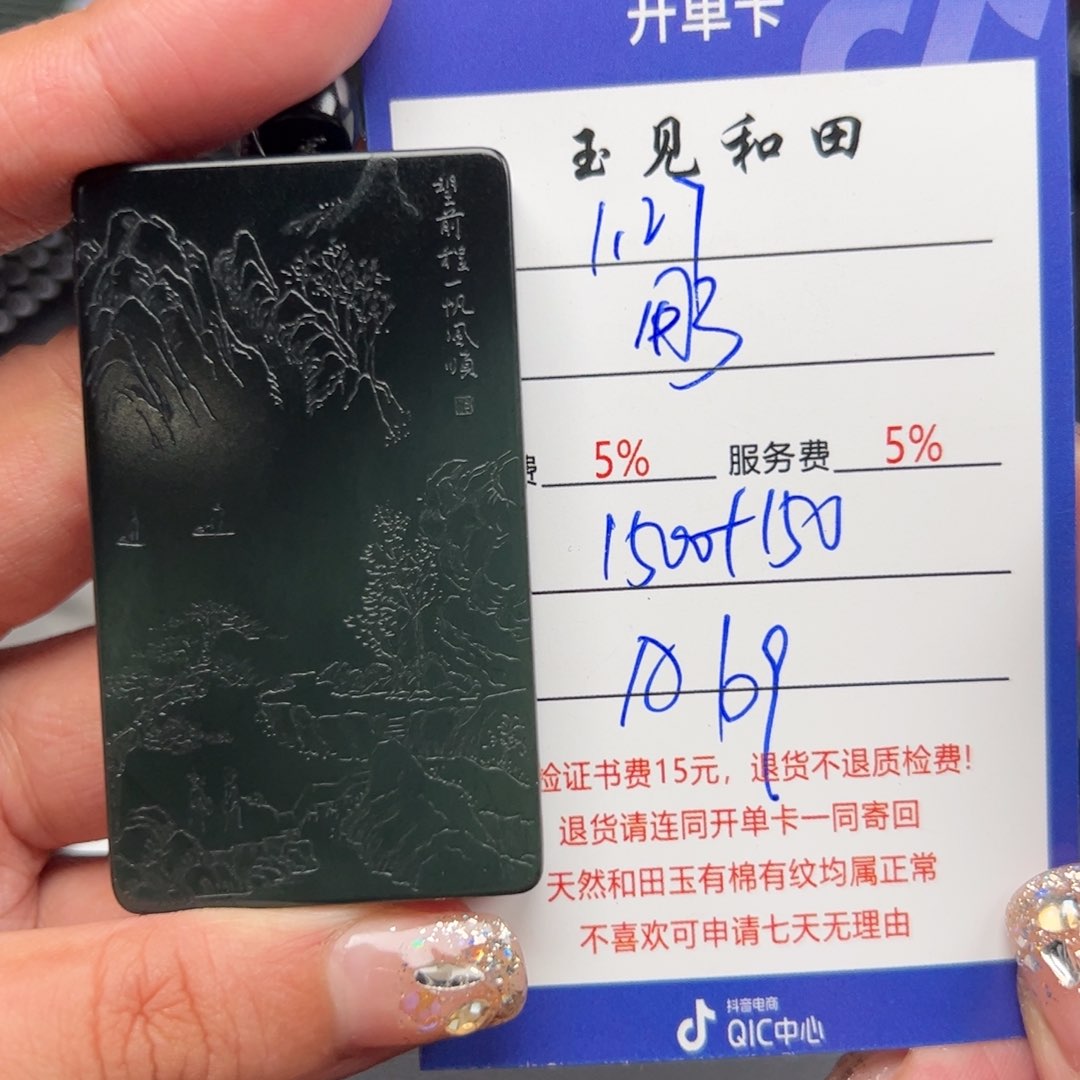 开单卡
玉见和田
1.27
望前程一帆风顺
费 5% 服务费 5%
1500+150
1069
检证书费15元，退货不退质检费！
退货请连同开单卡一同寄回
天然和田玉有棉有纹均属正常
不喜欢可申请七天无理由
抖音电商
QIC中心